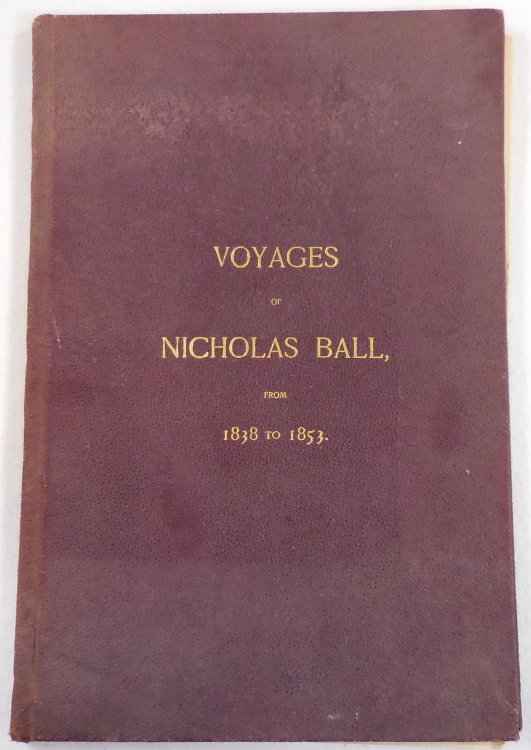 VOYAGES
OF
NICHOLAS BALL,
FROM
1838 TO 1853.